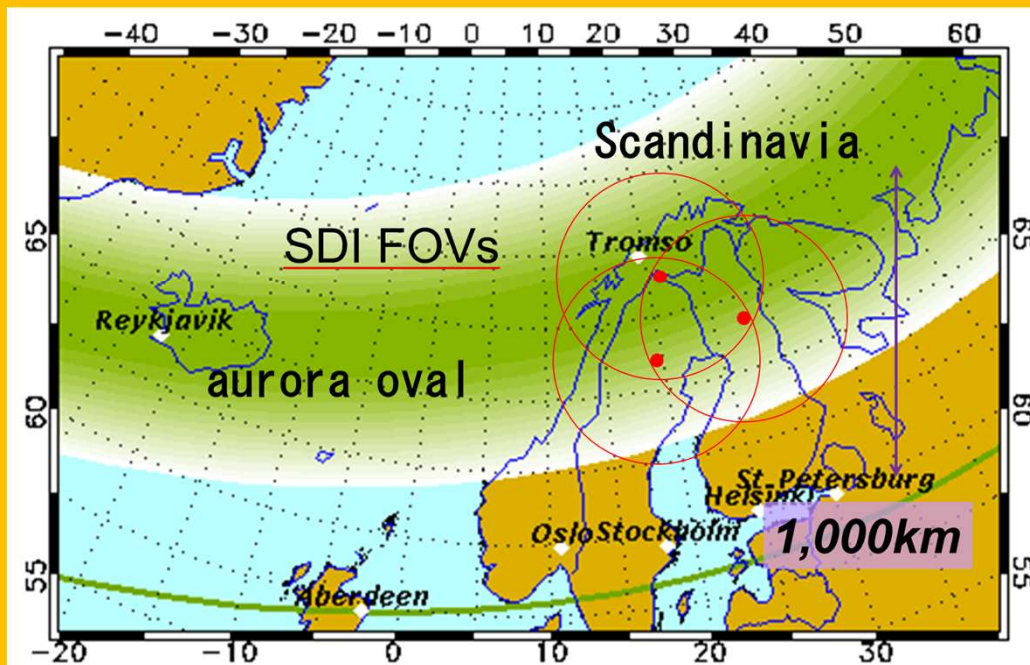 -40 -30 -20 -10 0 10 20 30 40 50 60
Scandinavia
65 SDI FOVs Tromso 65
Reykjavik
aurora oval
60 60
St.Petersburg
Helsinki
Oslo Stockholm 1,000km
55 55
Aberdeen
-20 -10 0 10 20 30